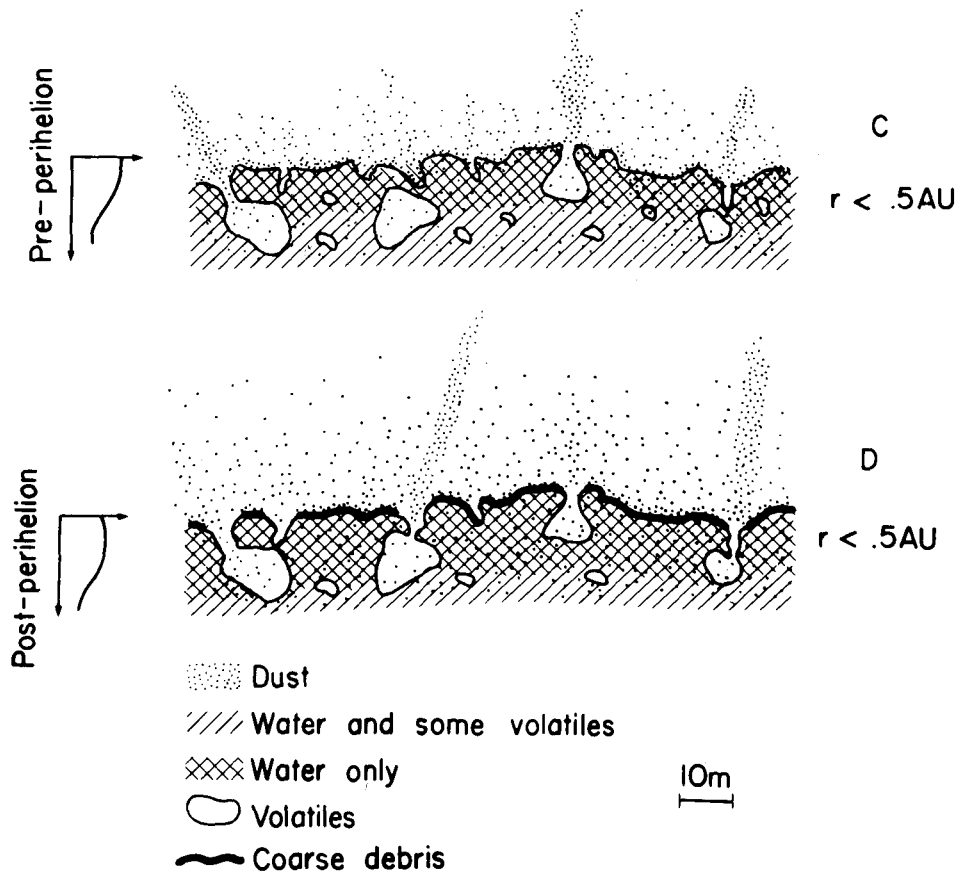 Pre-perihelion
C
r < .5AU
Post-perihelion
D
r < .5AU
Dust
Water and some volatiles
Water only
Volatiles
Coarse debris
10m